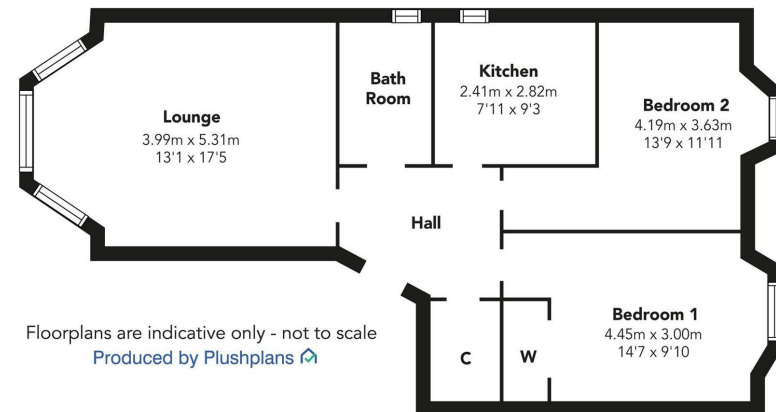 Lounge
3.99m x 5.31m
13'1 x 17'5
Bath
Room
Kitchen
2.41m x 2.82m
7'11 x 9'3
Bedroom 2
4.19m x 3.63m
13'9 x 11'11
Hall
Bedroom 1
4.45m x 3.00m
14'7 x 9'10
C
W
Floorplans are indicative only - not to scale
Produced by Plushplans